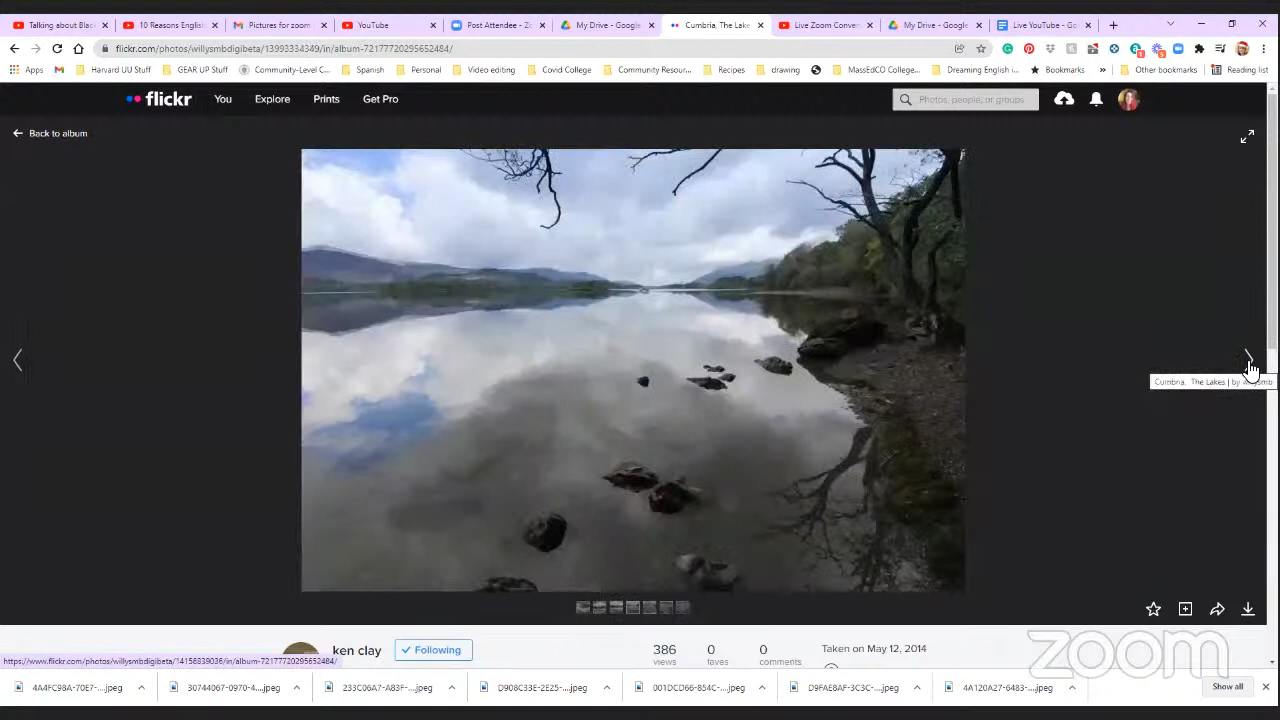 Talking about Blac
10 Reasons Englis
Pictures for zoom
YouTube
Post Attendee - Zo
My Drive - Google
Cumbria, The Lake
Live Zoom Conver
My Drive - Google
Live YouTube - Go
flickr.com/photos/willysmbdigibeta/13993334349/in/album-72177720295652484/
Apps
Harvard UU Stuff
GEAR UP Stuff
Community-Level C...
Spanish
Personal
Video editing
Covid College
Community Resour...
Recipes
drawing
MassEdCO College...
Dreaming English i...
Bookmarks
»
Other bookmarks
Reading list
flickr
You
Explore
Prints
Get Pro
Photos, people, or groups
Back to album
Cumbria, The Lakes | by
ken clay
Following
386
views
0
faves
0
comments
Taken on May 12, 2014
zoom
https://www.flickr.com/photos/willysmbdigibeta/14158839036/in/album-72177720295652484/
4A4FC98A-70E7-....jpeg
30744067-0970-4....jpeg
233C06A7-A83F-....jpeg
D908C33E-2E25-....jpeg
001DCD66-854C-....jpeg
D9FAE8AF-3C3C-....jpeg
4A120A27-6483-....jpeg
Show all